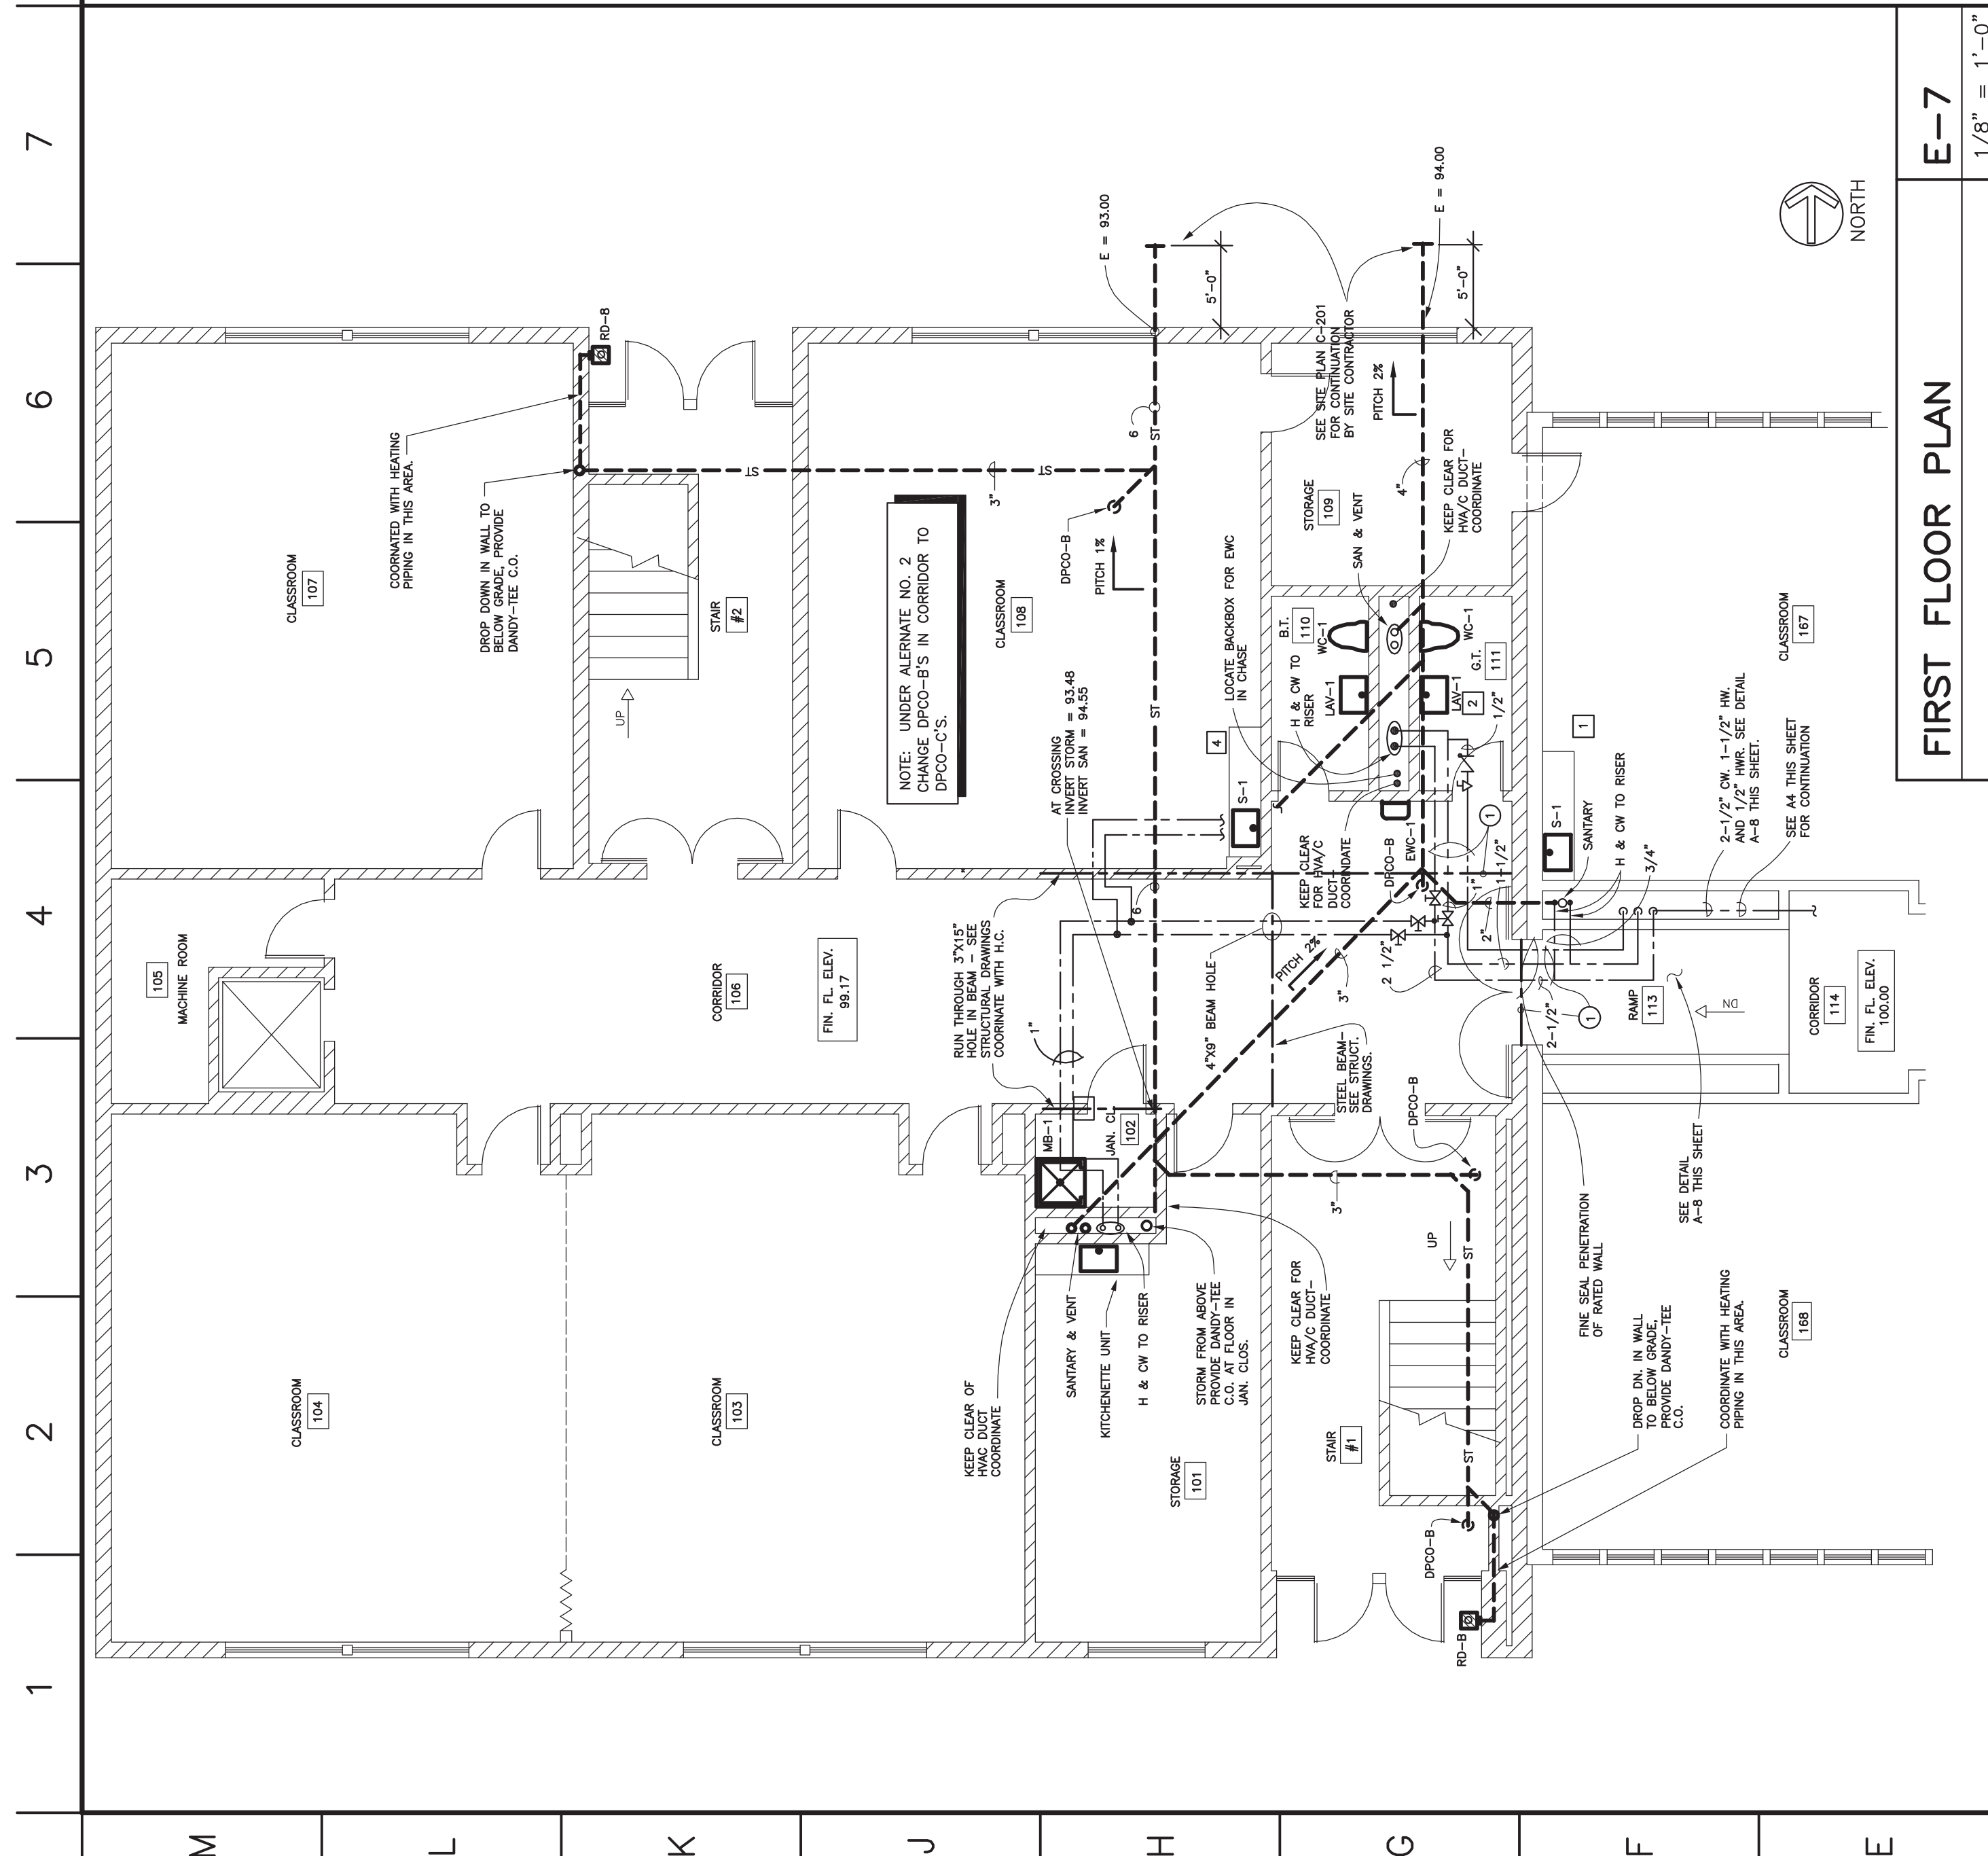 7
6
5
4
3
2
1
M
L
K
J
H
G
F
E
CLASSROOM
107
COORNATED WITH HEATING
PIPING IN THIS AREA.
DROP DOWN IN WALL TO
BELOW GRADE, PROVIDE
DANDY-TEE C.O.
RD-8
ST
3"
ST
STAIR
#2
UP
NOTE: UNDER ALERNATE NO. 2
CHANGE DPCO-B'S IN CORRIDOR TO
DPCO-C'S.
CLASSROOM
108
DPCO-B
PITCH 1%
6
ST
E = 93.00
5'-0"
E = 94.00
5'-0"
SEE SITE PLAN C-201
FOR CONTINUATION
BY SITE CONTRACTOR
PITCH 2%
4"
STORAGE
109
SAN & VENT
KEEP CLEAR FOR
HVA/C DUCT-
COORDINATE
NORTH
AT CROSSING
INVERT STORM = 93.48
INVERT SAN = 94.55
ST
4
S-1
LOCATE BACKBOX FOR EWC
IN CHASE
B.T.
110
WC-1
H & CW TO
RISER
LAV-1
WC-1
G.T.
111
LAV-1
2
1/2"
CLASSROOM
167
1
S-1
H & CW TO RISER
SANTARY
3/4"
2-1/2" CW. 1-1/2" HW.
AND 1/2" HWR. SEE DETAIL
A-8 THIS SHEET.
SEE A4 THIS SHEET
FOR CONTINUATION
105
MACHINE ROOM
CORRIDOR
106
FIN. FL. ELEV.
99.17
RUN THROUGH 3"X15"
HOLE IN BEAM - SEE
STRUCTURAL DRAWINGS
COORINATE WITH H.C.
6
1"
4"X9" BEAM HOLE
KEEP CLEAR
FOR HVA/C
DUCT-
COORINDATE
DPCO-B
EWC-1
1
1-1/2"
1"
2"
2 1/2"
PITCH 2%
3"
2-1/2"
1
RAMP
113
DN
CORRIDOR
114
FIN. FL. ELEV.
100.00
MB-1
JAN. CL
102
STEEL BEAM-
SEE STRUCT.
DRAWINGS.
DPCO-B
3"
UP
ST
CLASSROOM
104
CLASSROOM
103
KEEP CLEAR OF
HVAC DUCT
COORDINATE
SANTARY & VENT
KITCHENETTE UNIT
H & CW TO RISER
STORM FROM ABOVE
PROVIDE DANDY-TEE
C.O. AT FLOOR IN
JAN. CLOS.
KEEP CLEAR FOR
HVA/C DUCT-
COORDINATE
STORAGE
101
STAIR
#1
ST
DPCO-B
RD-B
FINE SEAL PENETRATION
OF RATED WALL
SEE DETAIL
A-8 THIS SHEET
DROP DN. IN WALL
TO BELOW GRADE,
PROVIDE DANDY-TEE
C.O.
COORDINATE WITH HEATING
PIPING IN THIS AREA.
CLASSROOM
168
FIRST FLOOR PLAN
E-7
1/8" = 1'-0"